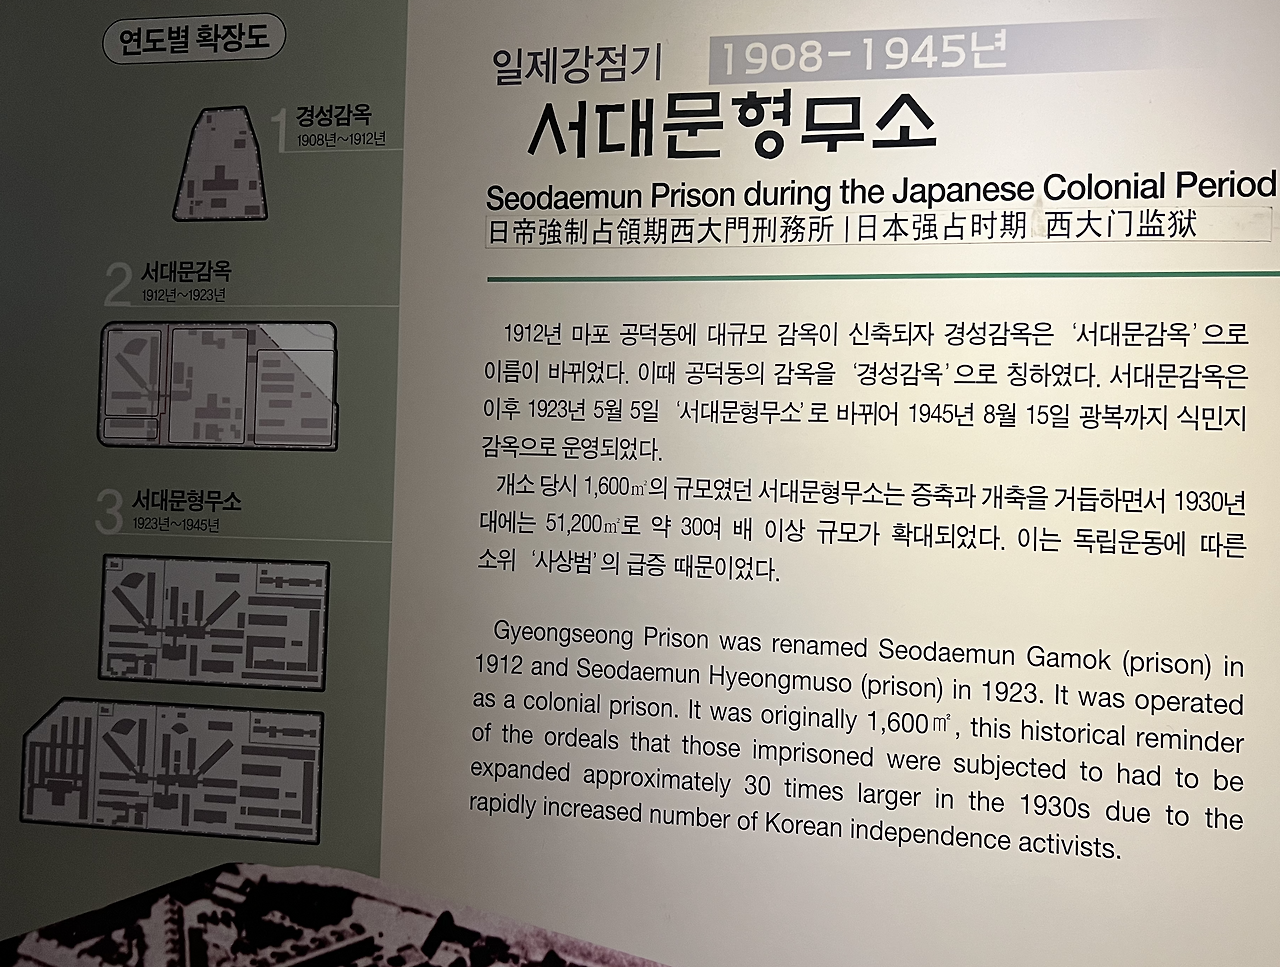 연도별 확장도
1 경성감옥
1908년~1912년
2 서대문감옥
1912년~1923년
3 서대문형무소
1923년~1945년
일제강점기 1908-1945년
서대문형무소
Seodaemun Prison during the Japanese Colonial Period
日帝強制占領期西大門刑務所 | 日本强占时期 西大门监狱
1912년 마포 공덕동에 대규모 감옥이 신축되자 경성감옥은 '서대문감옥'으로
이름이 바뀌었다. 이때 공덕동의 감옥을 '경성감옥'으로 칭하였다. 서대문감옥은
이후 1923년 5월 5일 '서대문형무소'로 바뀌어 1945년 8월 15일 광복까지 식민지
감옥으로 운영되었다.
개소 당시 1,600㎡의 규모였던 서대문형무소는 증축과 개축을 거듭하면서 1930년
대에는 51,200㎡로 약 30여 배 이상 규모가 확대되었다. 이는 독립운동에 따른
소위 '사상범'의 급증 때문이었다.
Gyeongseong Prison was renamed Seodaemun Gamok (prison) in
1912 and Seodaemun Hyeongmuso (prison) in 1923. It was operated
as a colonial prison. It was originally 1,600㎡, this historical reminder
of the ordeals that those imprisoned were subjected to had to be
expanded approximately 30 times larger in the 1930s due to the
rapidly increased number of Korean independence activists.